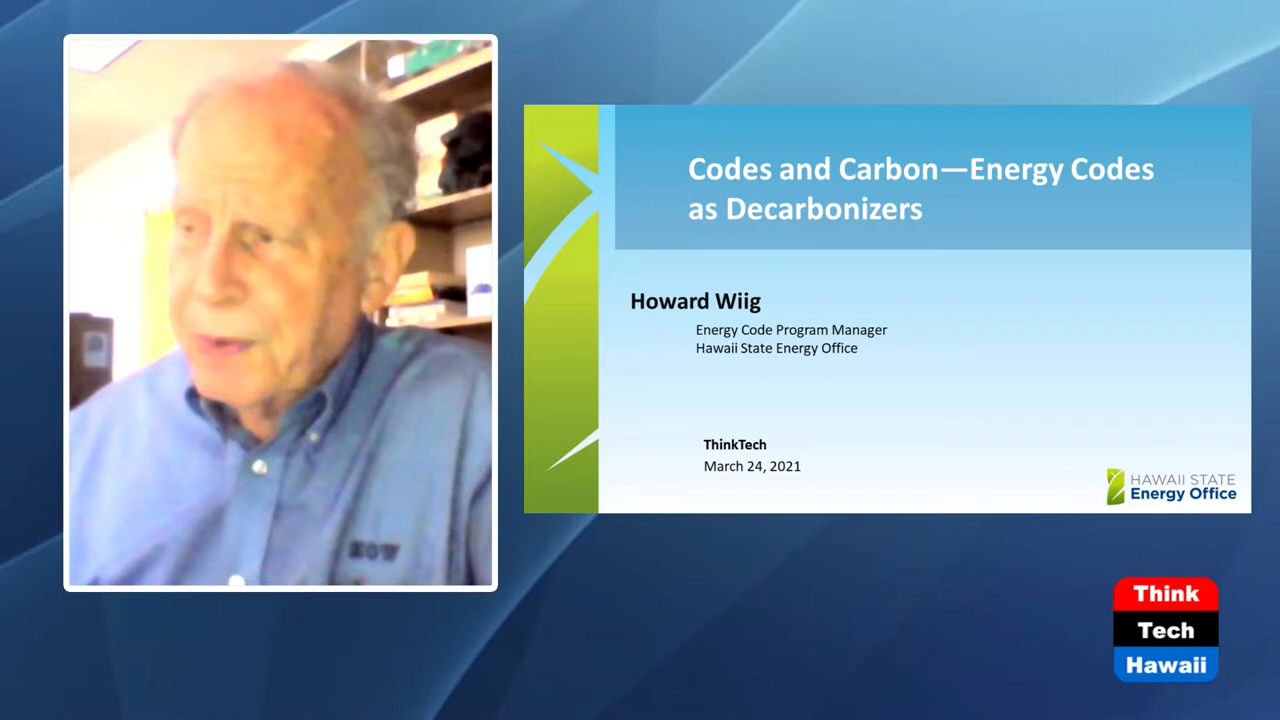 Codes and Carbon—Energy Codes
as Decarbonizers
Howard Wiig
Energy Code Program Manager
Hawaii State Energy Office
ThinkTech
March 24, 2021
HAWAII STATE
Energy Office
HOW
Think
Tech
Hawaii